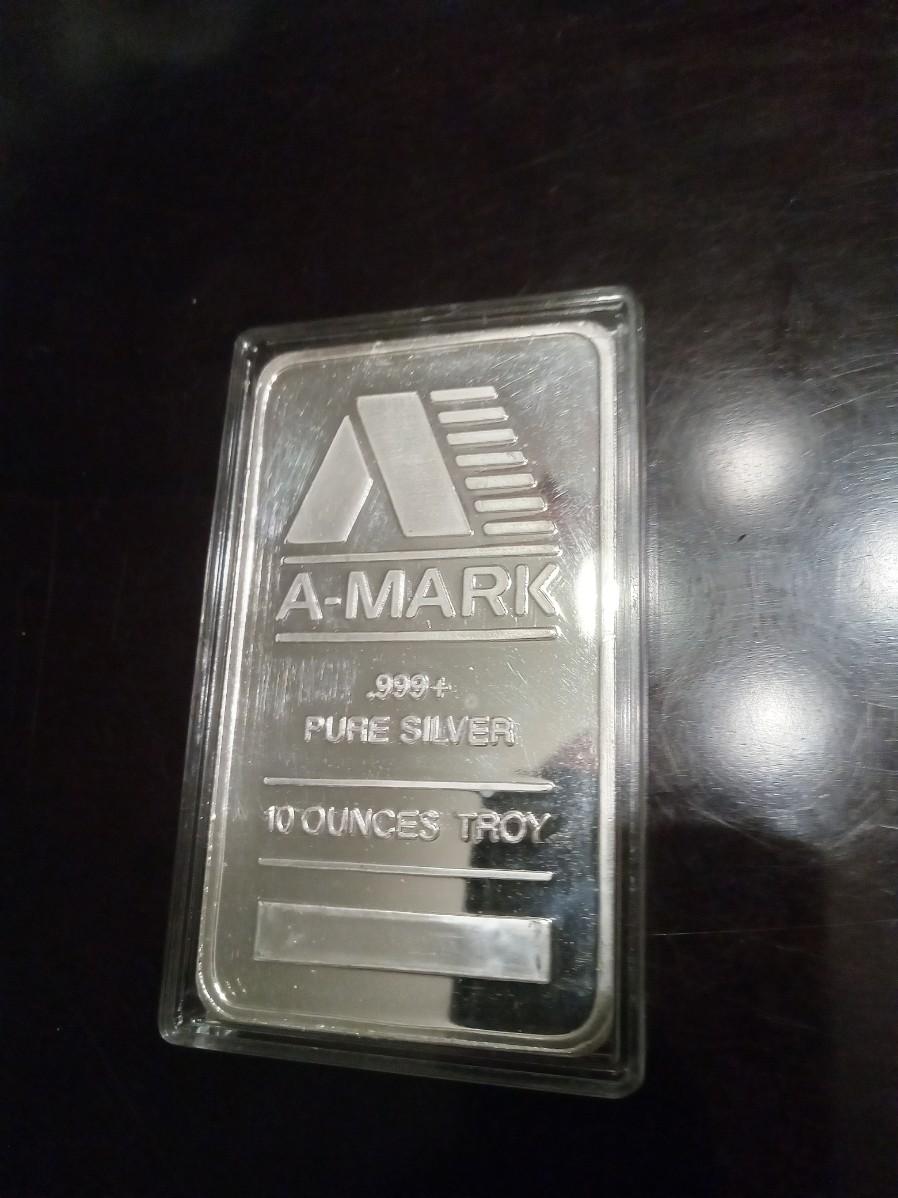 A-MARK
.999+
PURE SILVER
10 OUNCES TROY